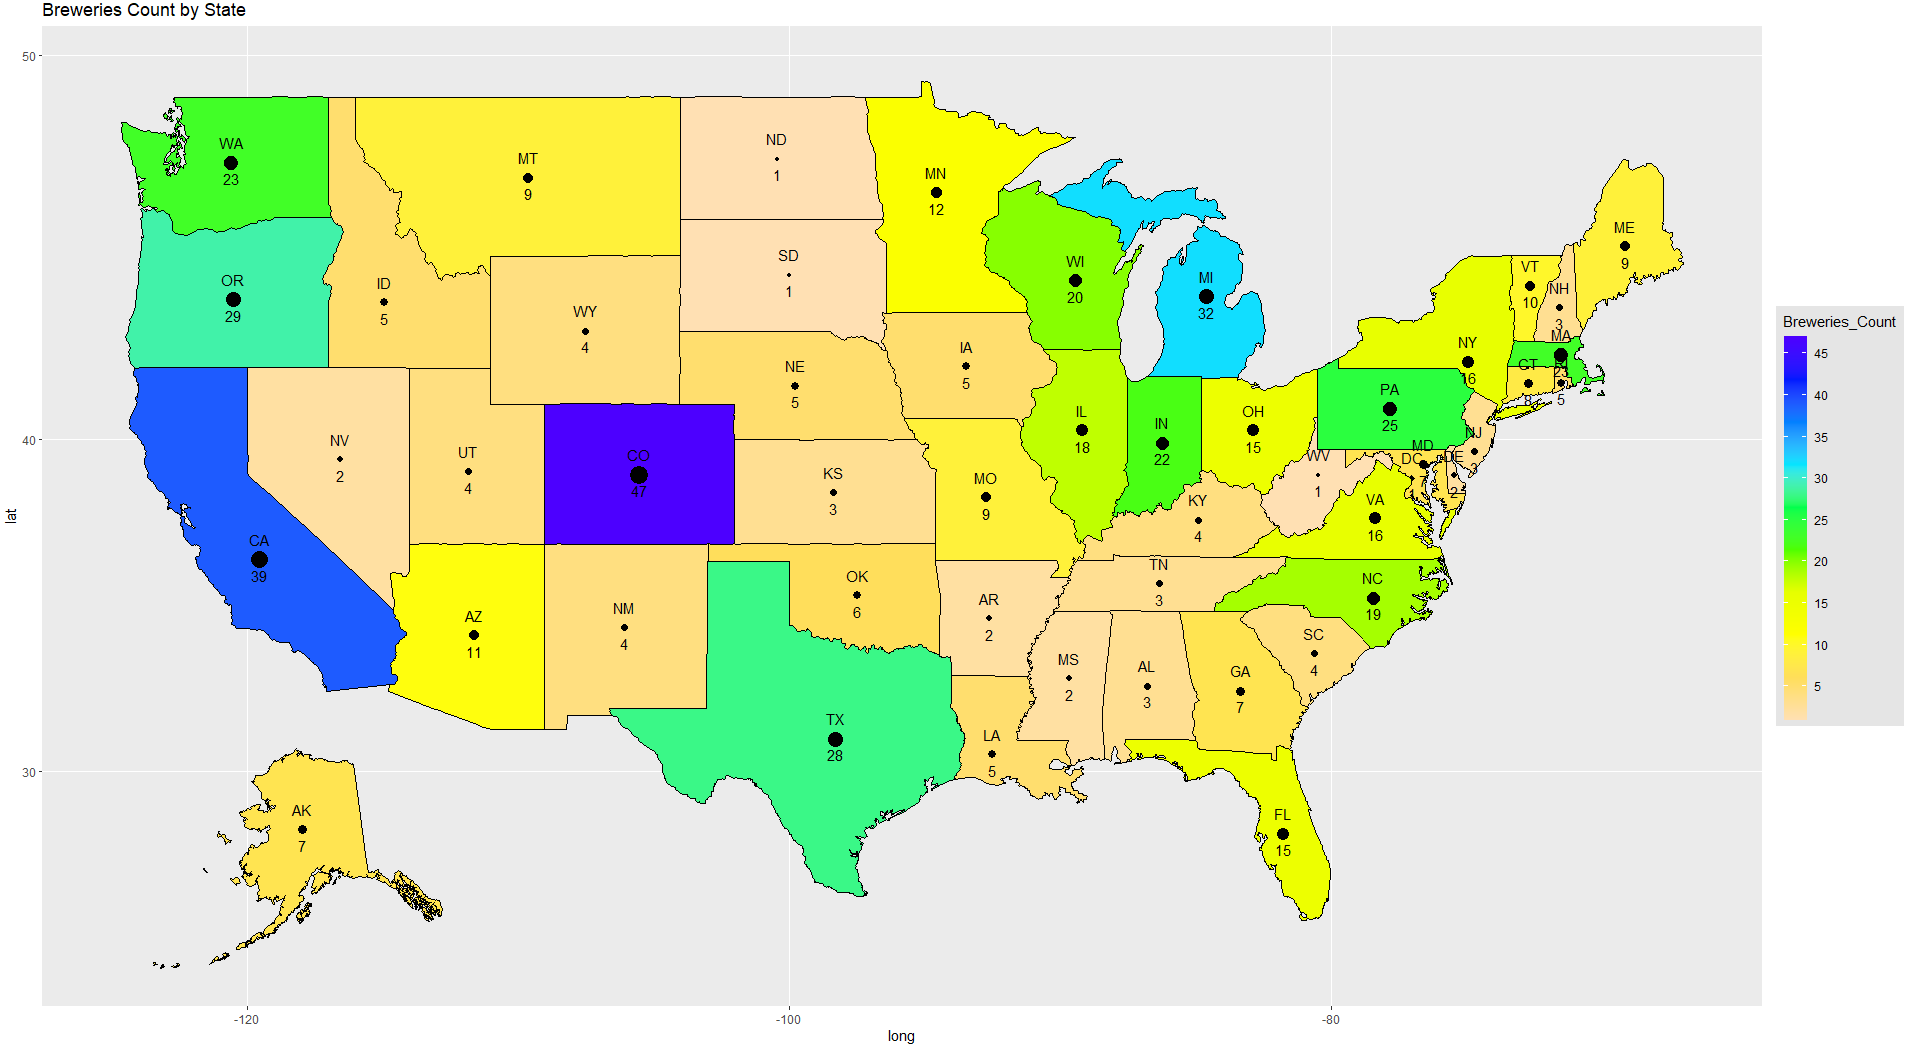 Breweries Count by State
50
40
30
lat
-120
-100
-80
long
WA
23
MT
9
ND
1
MN
12
ME
9
OR
29
ID
5
WY
4
SD
1
WI
20
MI
32
VT
10
NH
3
MA
23
NY
16
CT
8
5
NE
5
IA
5
PA
25
NV
2
UT
4
CO
47
KS
3
MO
9
IL
18
IN
22
OH
15
NJ
3
MD
7
DC
1
DE
2
WV
1
KY
4
VA
16
CA
39
AZ
11
NM
4
OK
6
AR
2
TN
3
NC
19
SC
4
TX
28
LA
5
MS
2
AL
3
GA
7
FL
15
AK
7
Breweries_Count
45
40
35
30
25
20
15
10
5